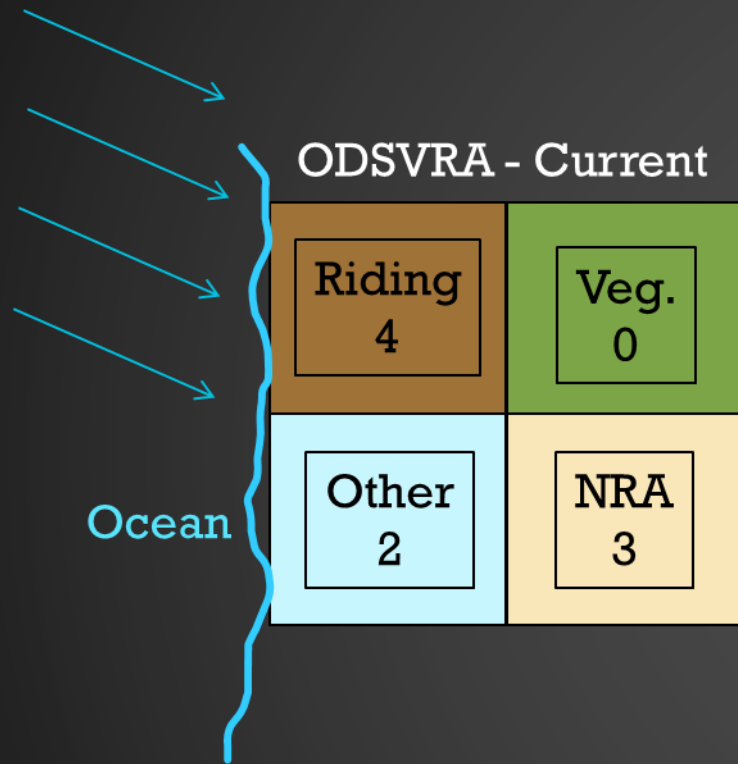 ODSVRA - Current
Riding
4
Veg.
0
Other
2
NRA
3
Ocean